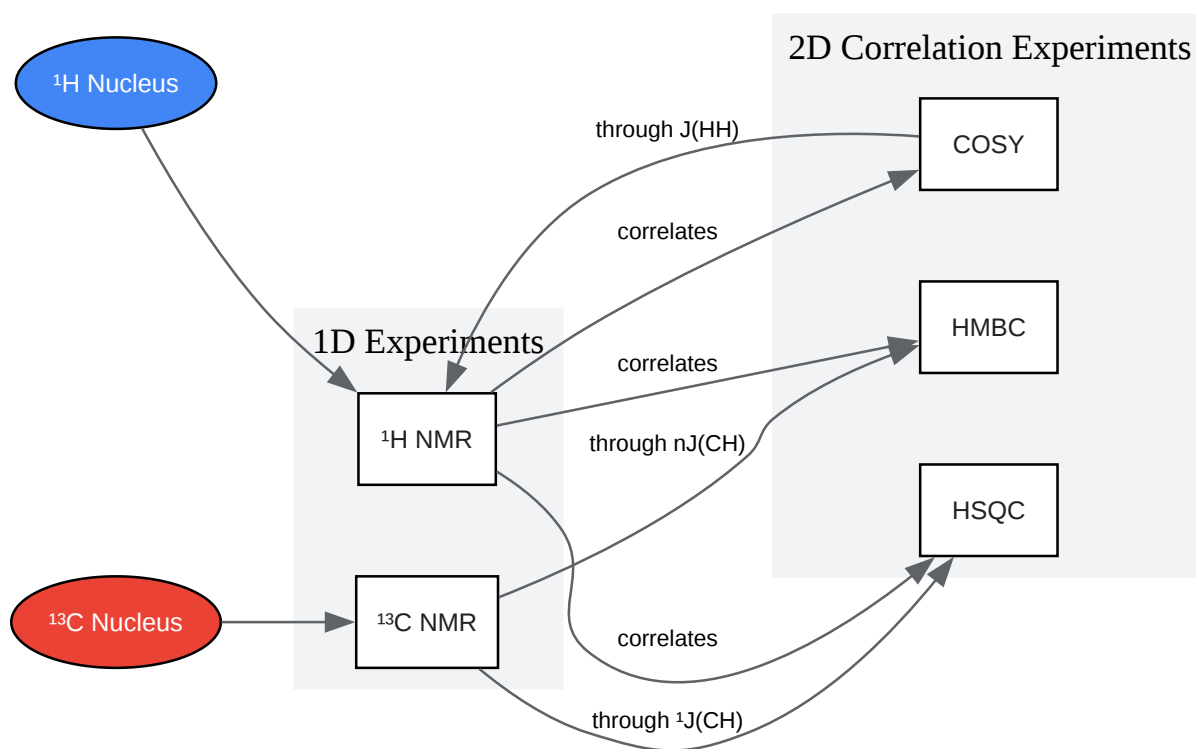 2D Correlation Experiments
¹H Nucleus
through J(HH)
COSY
correlates
HMBC
1D Experiments
correlates
¹H NMR
through nJ(CH)
HSQC
¹³C Nucleus
¹³C NMR
correlates
through ¹J(CH)